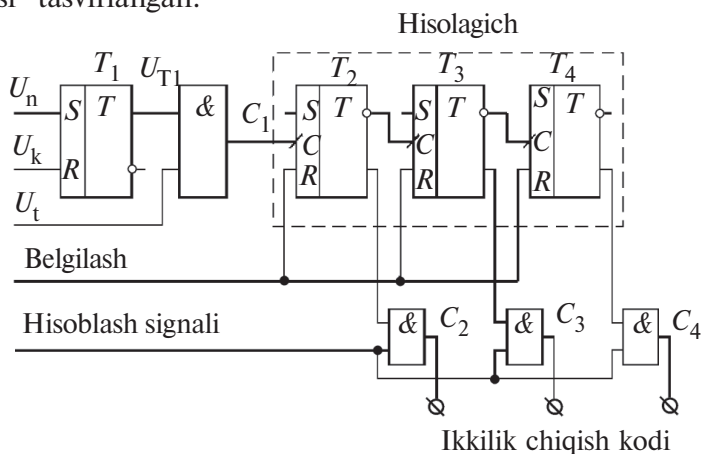 si tasvirlangan.
Hisolagich
T1 UT1 T2 T3 T4
Un S T & C1 S T S T S T
Uk C C C
R R R R
Ut
Belgilash
Hisoblash signali & C2 & C3 & C4
Ikkilik chiqish kodi